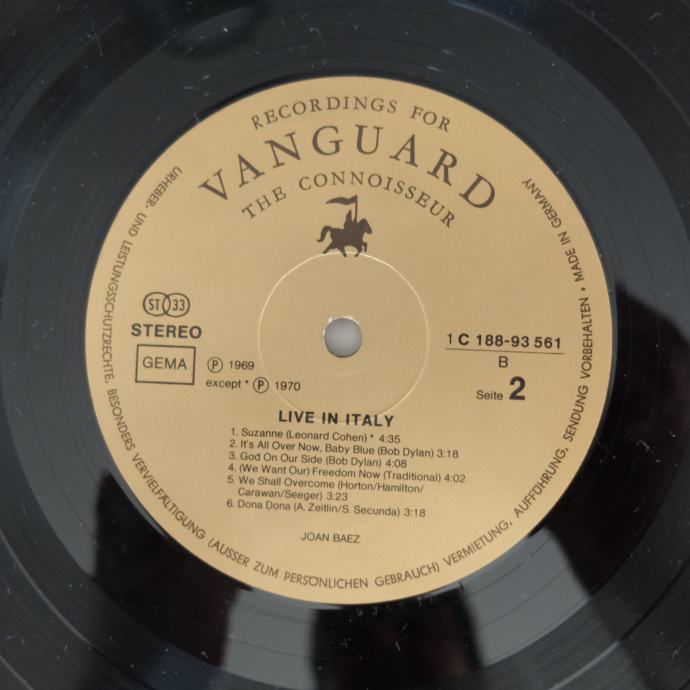 RECORDINGS FOR
VANGUARD
THE CONNOISSEUR
ST 33
STEREO
GEMA
Ⓟ 1969
except * Ⓟ 1970
1 C 188-93 561
B
Seite 2
LIVE IN ITALY
1. Suzanne (Leonard Cohen) * 4:35
2. It's All Over Now, Baby Blue (Bob Dylan) 3:18
3. God On Our Side (Bob Dylan) 4:08
4. (We Want Our) Freedom Now (Traditional) 4:02
5. We Shall Overcome (Horton/Hamilton/
Carawan/Seeger) 3:23
6. Dona Dona (A. Zeitlin/S. Secunda) 3:18
JOAN BAEZ
URHEBER- UND LEISTUNGSSCHUTZRECHTE, BESONDERS VERVIELFÄLTIGUNG (AUSSER ZUM PERSÖNLICHEN GEBRAUCH) VERMIETUNG, AUFFÜHRUNG, SENDUNG VORBEHALTEN • MADE IN GERMANY